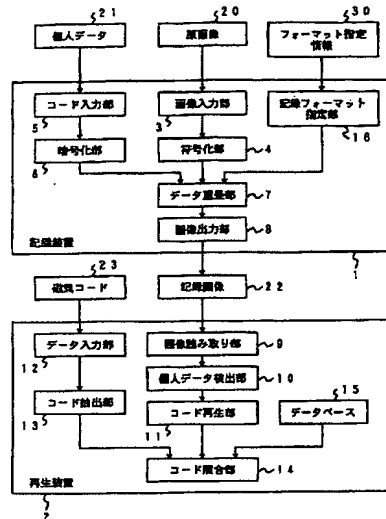 21
20
30
個人データ
原画像
フォーマット指定
情報
コード入力部
画像入力部
記録フォーマット
指定部
5
3
16
暗号化部
符号化部
6
4
データ重畳部
7
画像出力部
8
記録装置
1
23
磁気コード
記録画像
22
データ入力部
画像読み取り部
9
12
個人データ検出部
10
15
コード抽出部
コード再生部
データベース
13
11
コード照合部
14
再生装置
2